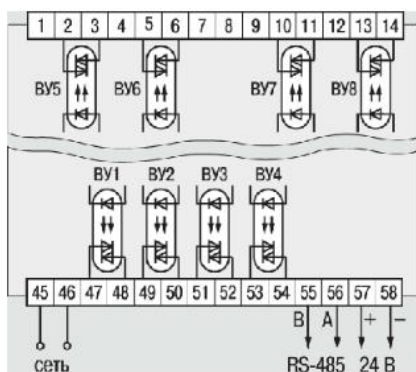 1 2 3 4 5 6 7 8 9 10 11 12 13 14
ВУ5 ВУ6 ВУ7 ВУ8
ВУ1 ВУ2 ВУ3 ВУ4
45 46 47 48 49 50 51 52 53 54 55 56 57 58
B A + −
сеть RS-485 24 В